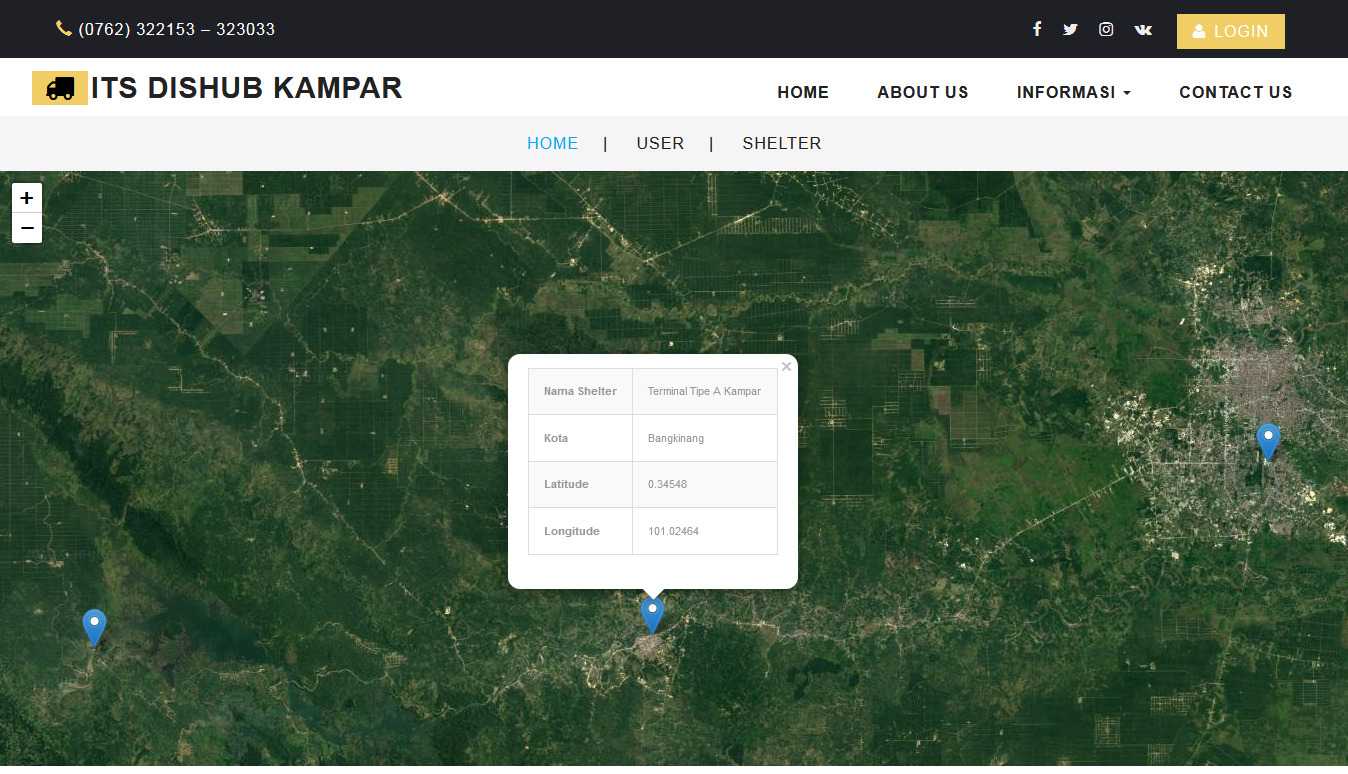 (0762) 322153 – 323033
LOGIN
ITS DISHUB KAMPAR
HOME ABOUT US INFORMASI CONTACT US
HOME | USER | SHELTER
+
−
×
Nama Shelter Terminal Tipe A Kampar
Kota Bangkinang
Latitude 0.34548
Longitude 101.02464